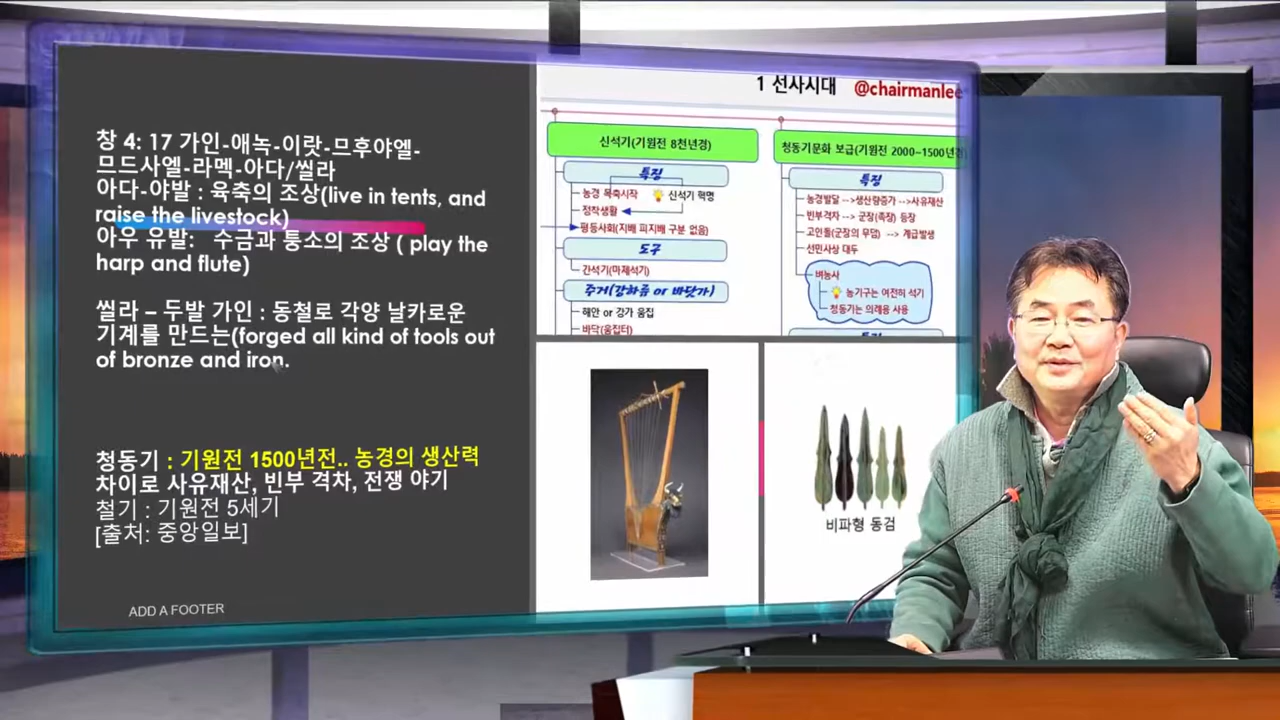 창 4: 17 가인-애녹-이랏-므후야엘-
므드사엘-라멕-아다/씰라
아다-야발 : 육축의 조상(live in tents, and
raise the livestock)
아우 유발: 수금과 퉁소의 조상 ( play the
harp and flute)
씰라 – 두발 가인 : 동철로 각양 날카로운
기계를 만드는(forged all kind of tools out
of bronze and iron.
청동기 : 기원전 1500년전.. 농경의 생산력
차이로 사유재산, 빈부 격차, 전쟁 야기
철기 : 기원전 5세기
[출처: 중앙일보]
ADD A FOOTER
1 선사시대 @chairmanlee
신석기(기원전 8천년경)
특징
농경 목축시작 신석기 혁명
정착생활
평등사회(지배 피지배 구분 없음)
도구
간석기(마제석기)
주거(강하류 or 바닷가)
해안 or 강가 움집
바닥(움집터)
청동기문화 보급(기원전 2000~1500년경)
특징
농경발달 --> 생산량증가 --> 사유재산
빈부격차 --> 군장(족장) 등장
고인돌(군장의 무덤) --> 계급발생
선민사상 대두
벼농사
농기구는 여전히 석기
청동기는 의례용 사용
비파형 동검